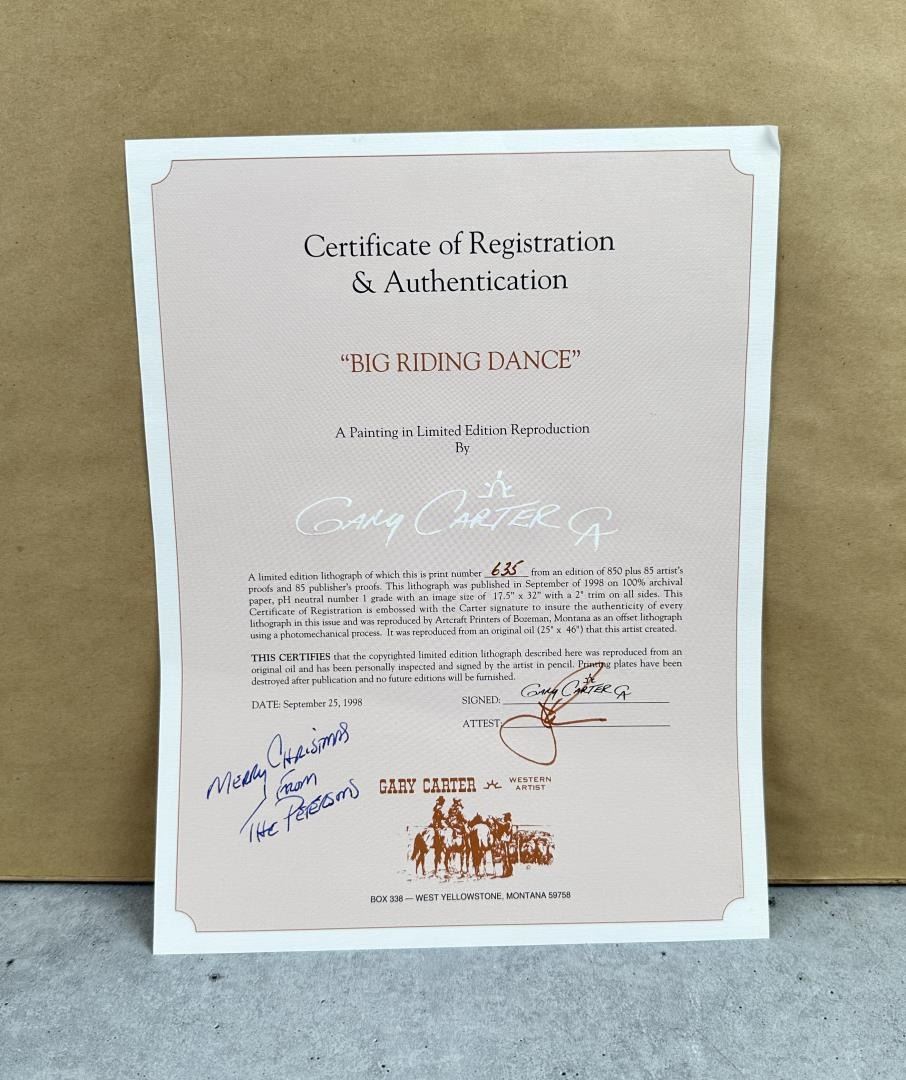 Certificate of Registration
& Authentication
“BIG RIDING DANCE”
A Painting in Limited Edition Reproduction
By
GARY CARTER CA
A limited edition lithograph of which this is print number 635 from an edition of 850 plus 85 artist's
proofs and 85 publisher's proofs. This lithograph was published in September of 1998 on 100% archival
paper, pH neutral number 1 grade with an image size of 17.5" x 32" with a 2" trim on all sides. This
Certificate of Registration is embossed with the Carter signature to insure the authenticity of every
lithograph in this issue and was reproduced by Artcraft Printers of Bozeman, Montana as an offset lithograph
using a photomechanical process. It was reproduced from an original oil (25" x 46") that this artist created.
THIS CERTIFIES that the copyrighted limited edition lithograph described here was reproduced from an
original oil and has been personally inspected and signed by the artist in pencil. Printing plates have been
destroyed after publication and no future editions will be furnished.
DATE: September 25, 1998
SIGNED: GARY CARTER CA
ATTEST:
MERRY CHRISTMAS
FROM
THE PETERSONS
GARY CARTER WESTERN
ARTIST
BOX 338 — WEST YELLOWSTONE, MONTANA 59758